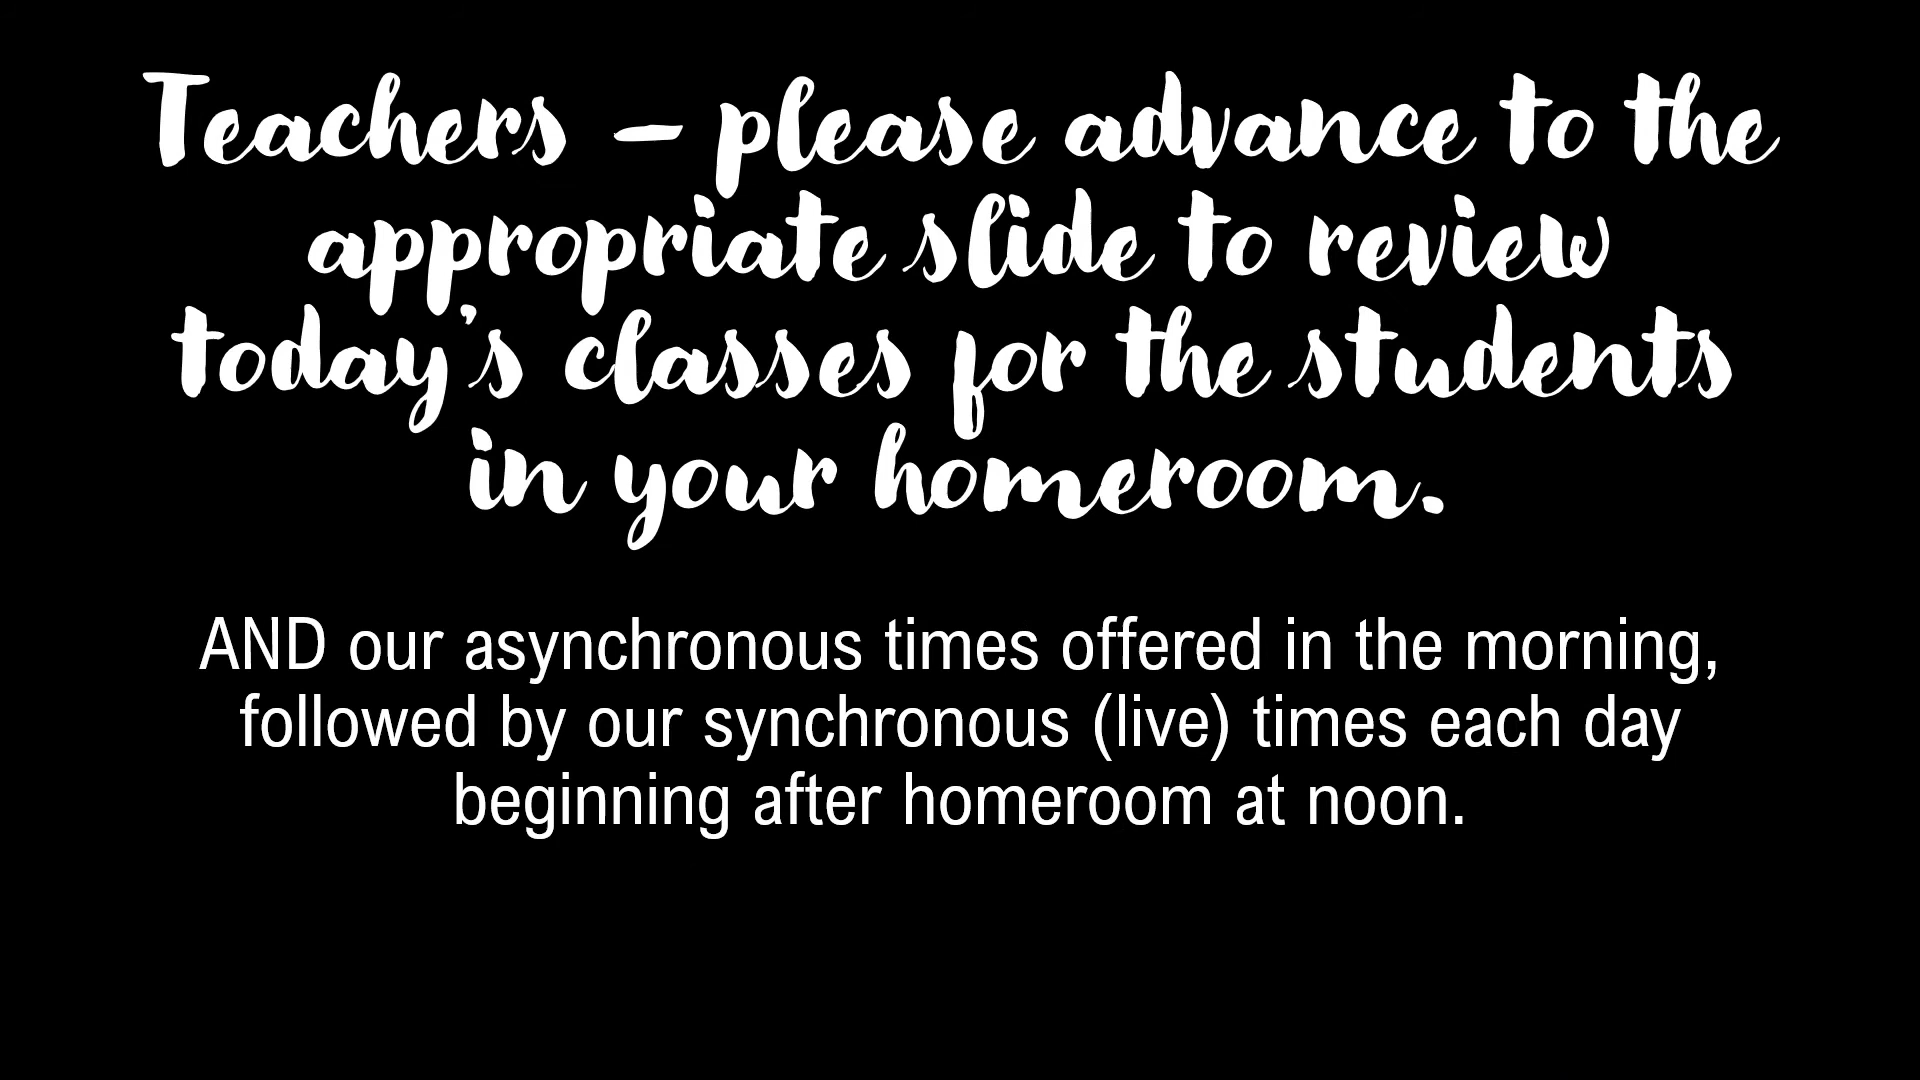 Teachers – please advance to the
appropriate slide to review
today's classes for the students
in your homeroom.
AND our asynchronous times offered in the morning,
followed by our synchronous (live) times each day
beginning after homeroom at noon.